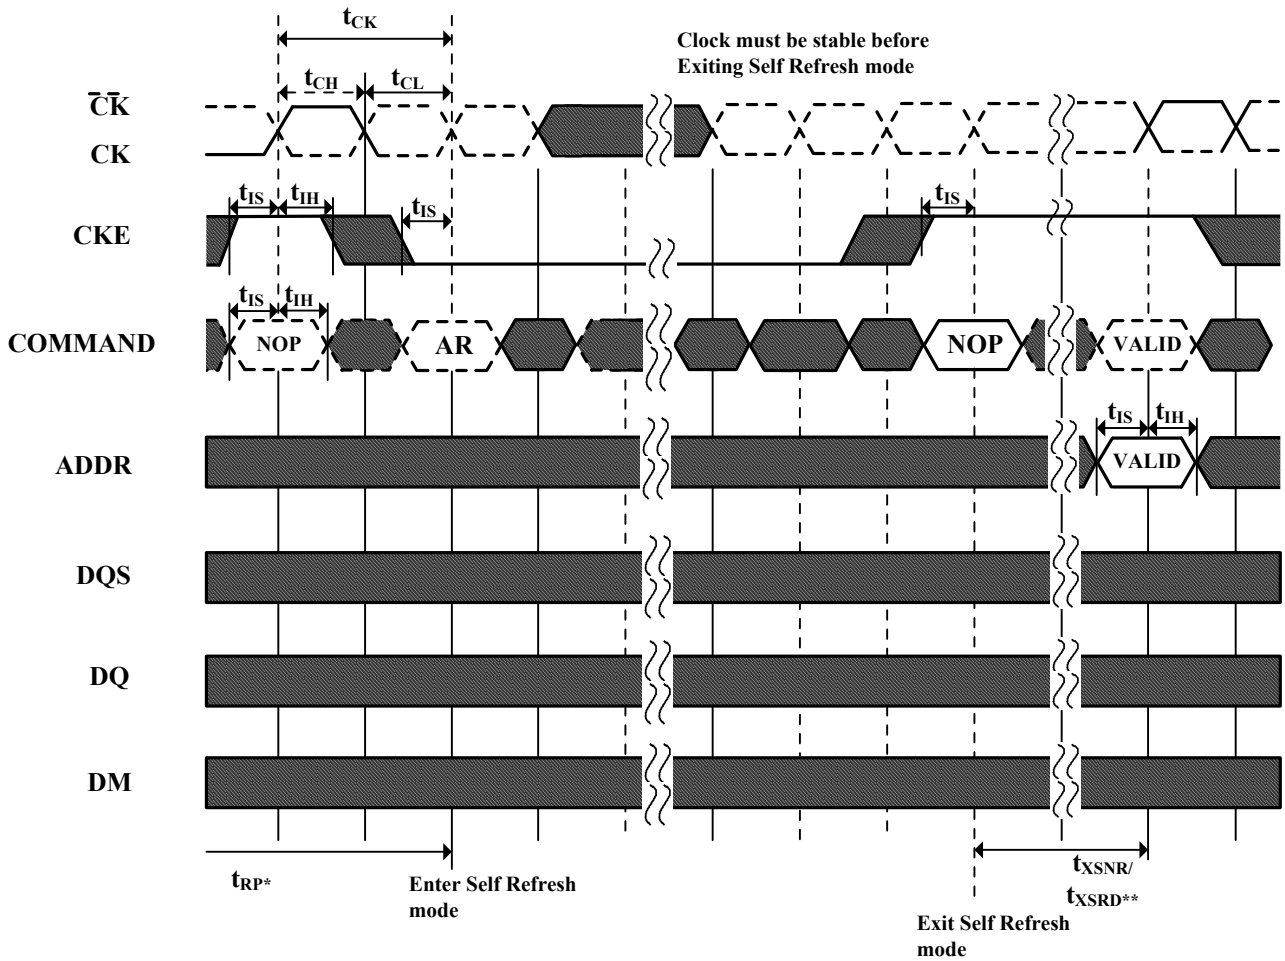 tCK
Clock must be stable before
Exiting Self Refresh mode
tCH
tCL
C̅K̅
CK
tIS
tIH
tIS
tIS
CKE
tIS
tIH
COMMAND
NOP
AR
NOP
VALID
tIS
tIH
ADDR
VALID
DQS
DQ
DM
tRP*
Enter Self Refresh
mode
tXSNR/
tXSRD**
Exit Self Refresh
mode